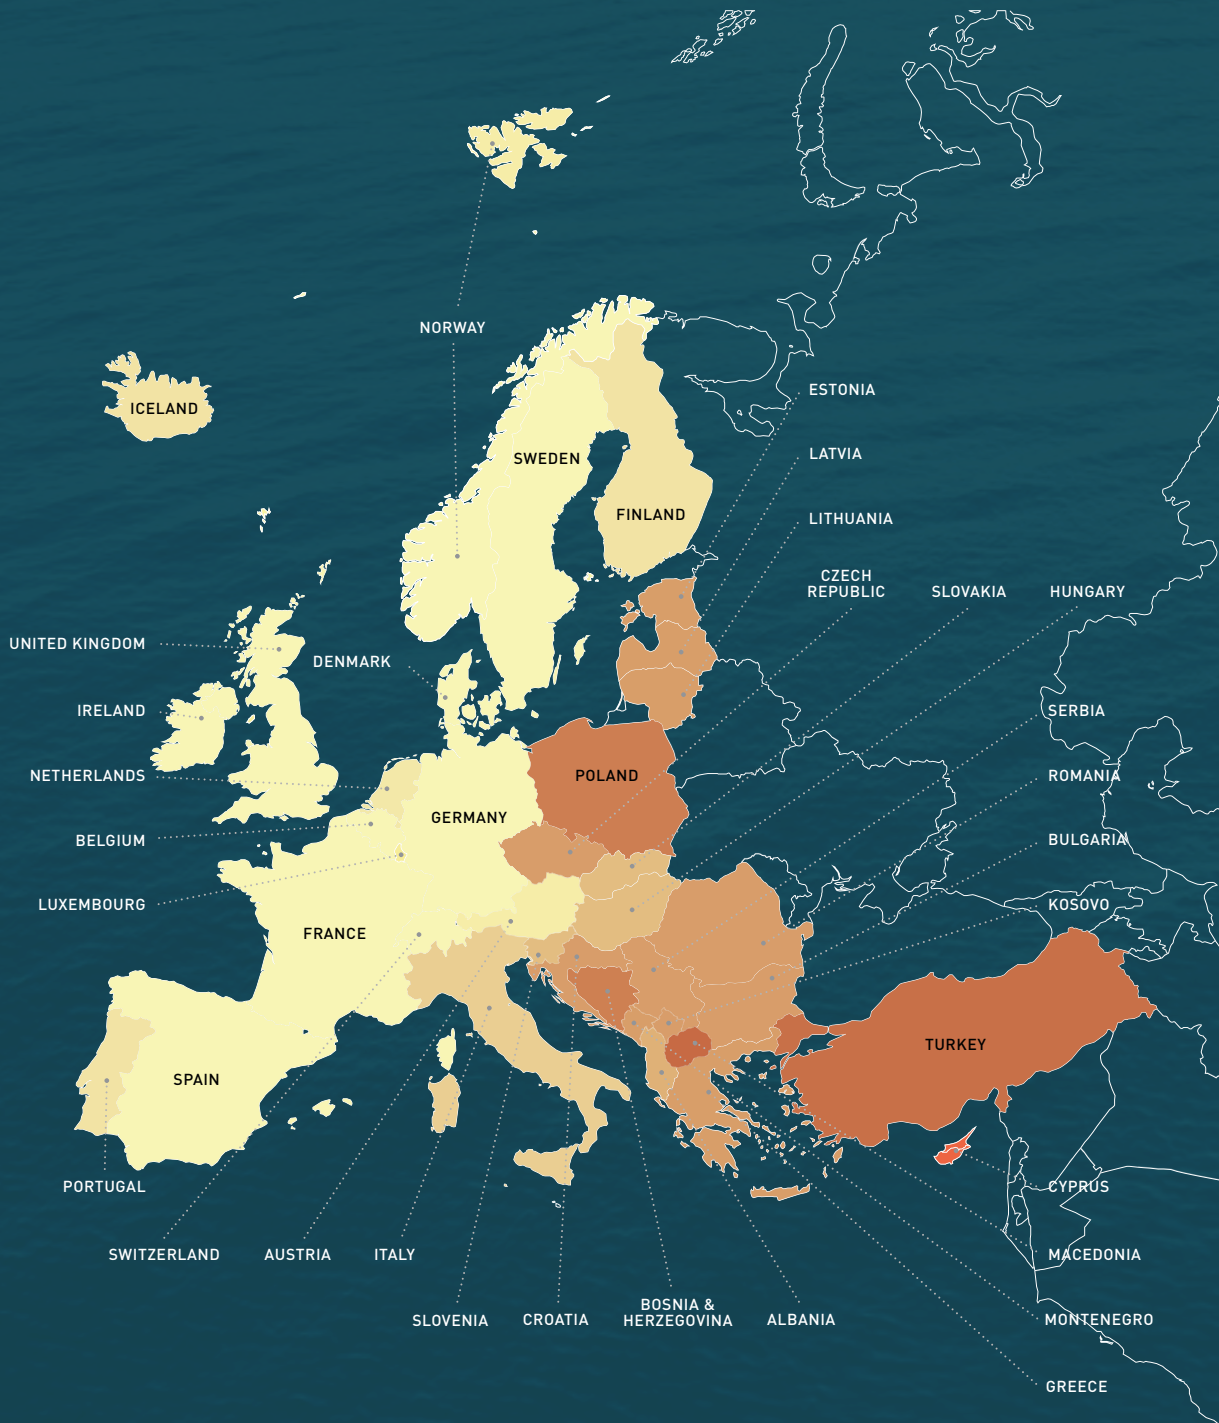 NORWAY
ESTONIA
ICELAND
LATVIA
SWEDEN
FINLAND
LITHUANIA
CZECH
REPUBLIC
SLOVAKIA
HUNGARY
UNITED KINGDOM
DENMARK
IRELAND
SERBIA
NETHERLANDS
POLAND
ROMANIA
GERMANY
BELGIUM
BULGARIA
LUXEMBOURG
KOSOVO
FRANCE
TURKEY
SPAIN
PORTUGAL
CYPRUS
SWITZERLAND
AUSTRIA
ITALY
MACEDONIA
SLOVENIA
CROATIA
BOSNIA &
HERZEGOVINA
ALBANIA
MONTENEGRO
GREECE